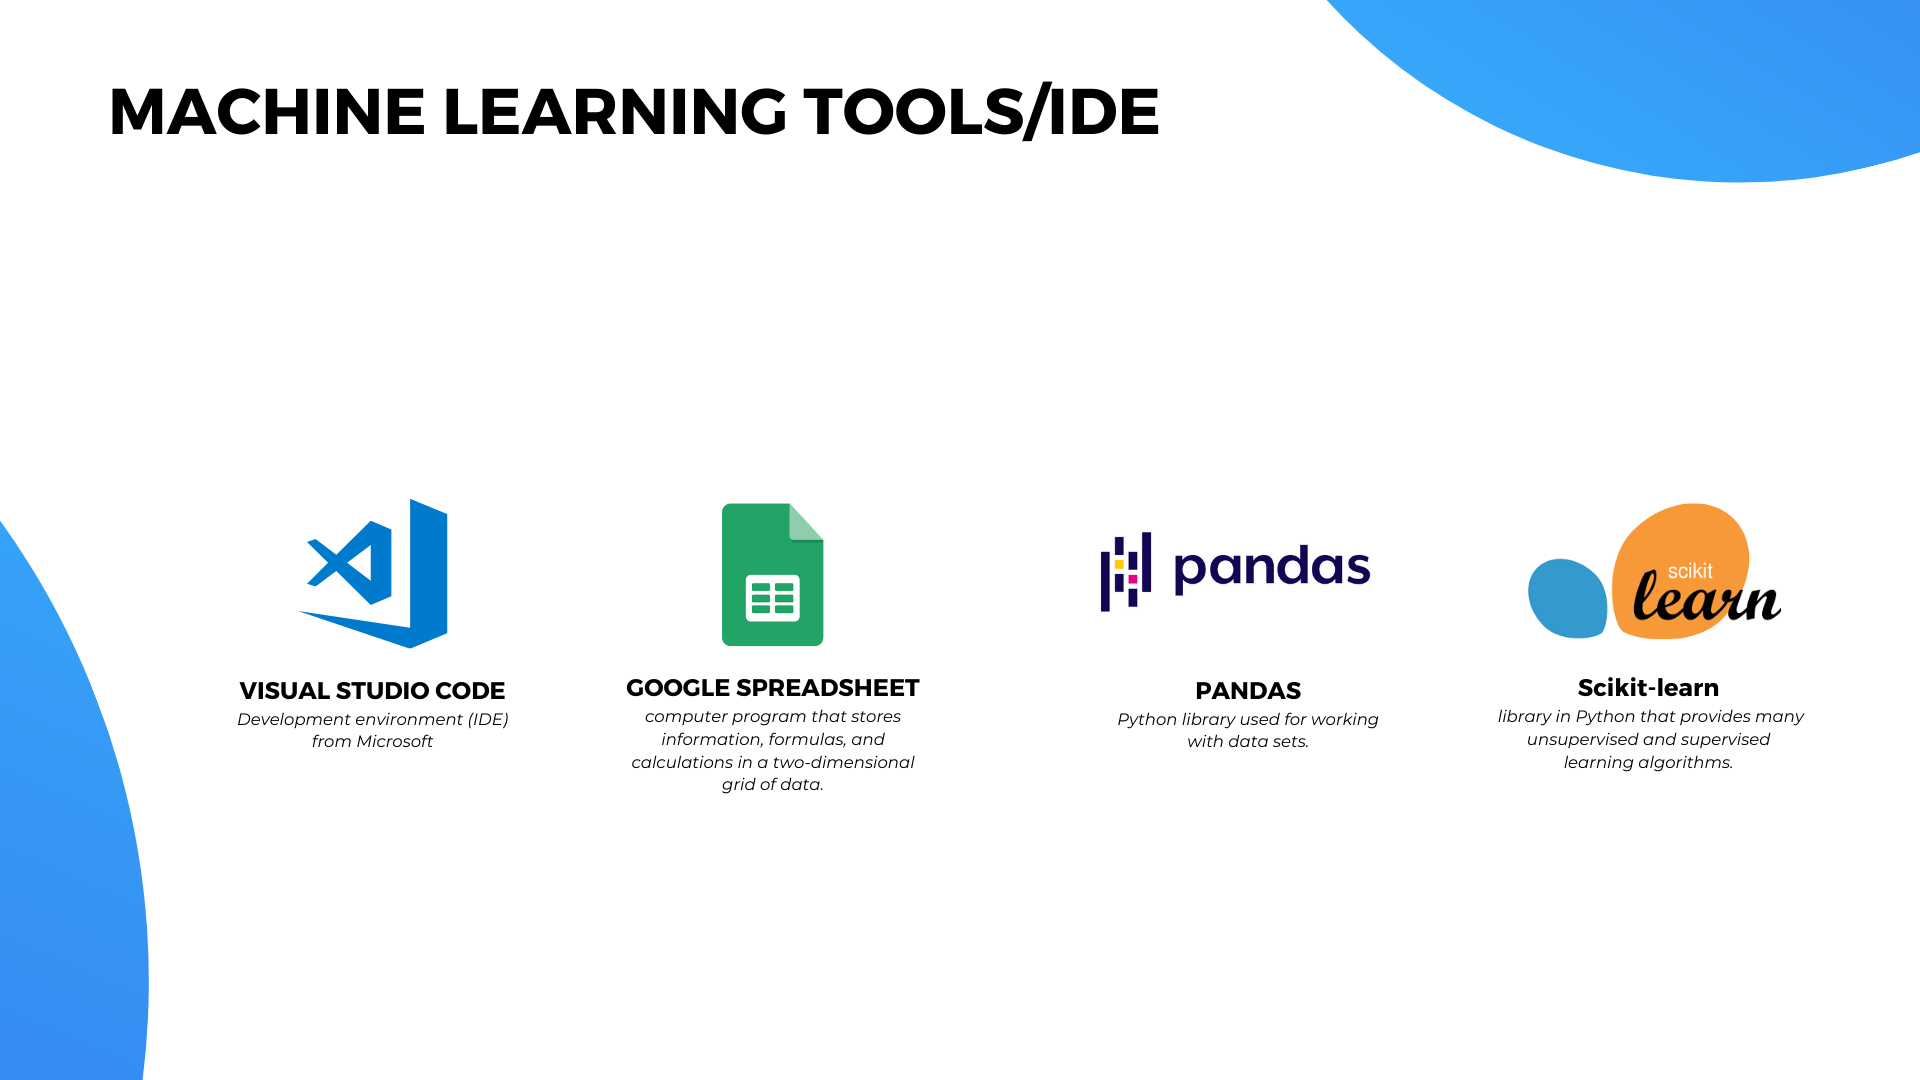 MACHINE LEARNING TOOLS/IDE
pandas
scikit
learn
VISUAL STUDIO CODE
Development environment (IDE)
from Microsoft
GOOGLE SPREADSHEET
computer program that stores
information, formulas, and
calculations in a two-dimensional
grid of data.
PANDAS
Python library used for working
with data sets.
Scikit-learn
library in Python that provides many
unsupervised and supervised
learning algorithms.